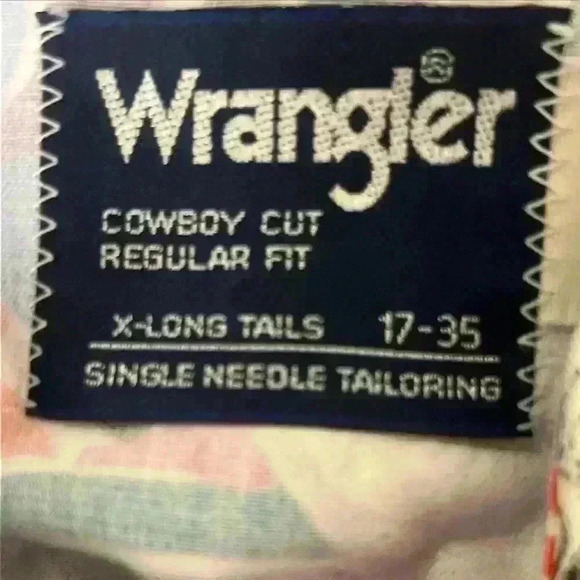 Wrangler®
COWBOY CUT
REGULAR FIT
X-LONG TAILS 17-35
SINGLE NEEDLE TAILORING